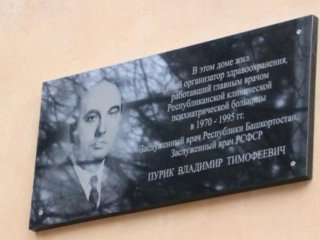 В этом доме жил
организатор здравоохранения,
работавший главным врачом
Республиканской клинической
психиатрической больницы
в 1970 - 1995 гг.
Заслуженный врач Республики Башкортостан,
Заслуженный врач РСФСР
ПУРИК ВЛАДИМИР ТИМОФЕЕВИЧ